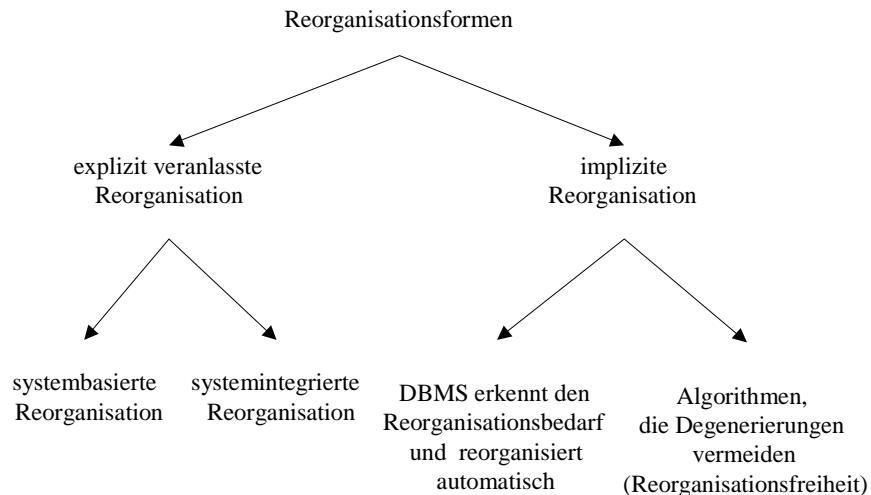 Reorganisationsformen
explizit veranlasste
Reorganisation
implizite
Reorganisation
systembasierte
Reorganisation
systemintegrierte
Reorganisation
DBMS erkennt den
Reorganisationsbedarf
und reorganisiert
automatisch
Algorithmen,
die Degenerierungen
vermeiden
(Reorganisationsfreiheit)